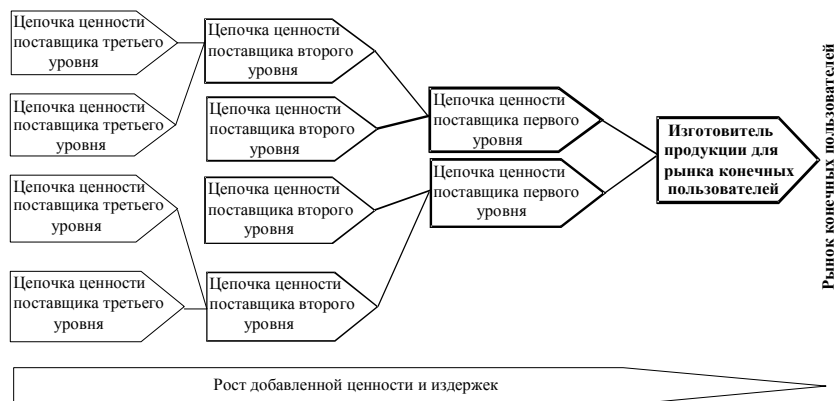 Цепочка ценности
поставщика третьего
уровня
Цепочка ценности
поставщика третьего
уровня
Цепочка ценности
поставщика третьего
уровня
Цепочка ценности
поставщика третьего
уровня
Цепочка ценности
поставщика второго
уровня
Цепочка ценности
поставщика второго
уровня
Цепочка ценности
поставщика второго
уровня
Цепочка ценности
поставщика второго
уровня
Цепочка ценности
поставщика первого
уровня
Цепочка ценности
поставщика первого
уровня
Изготовитель
продукции для
рынка конечных
пользователей
Рынок конечных пользователей
Рост добавленной ценности и издержек